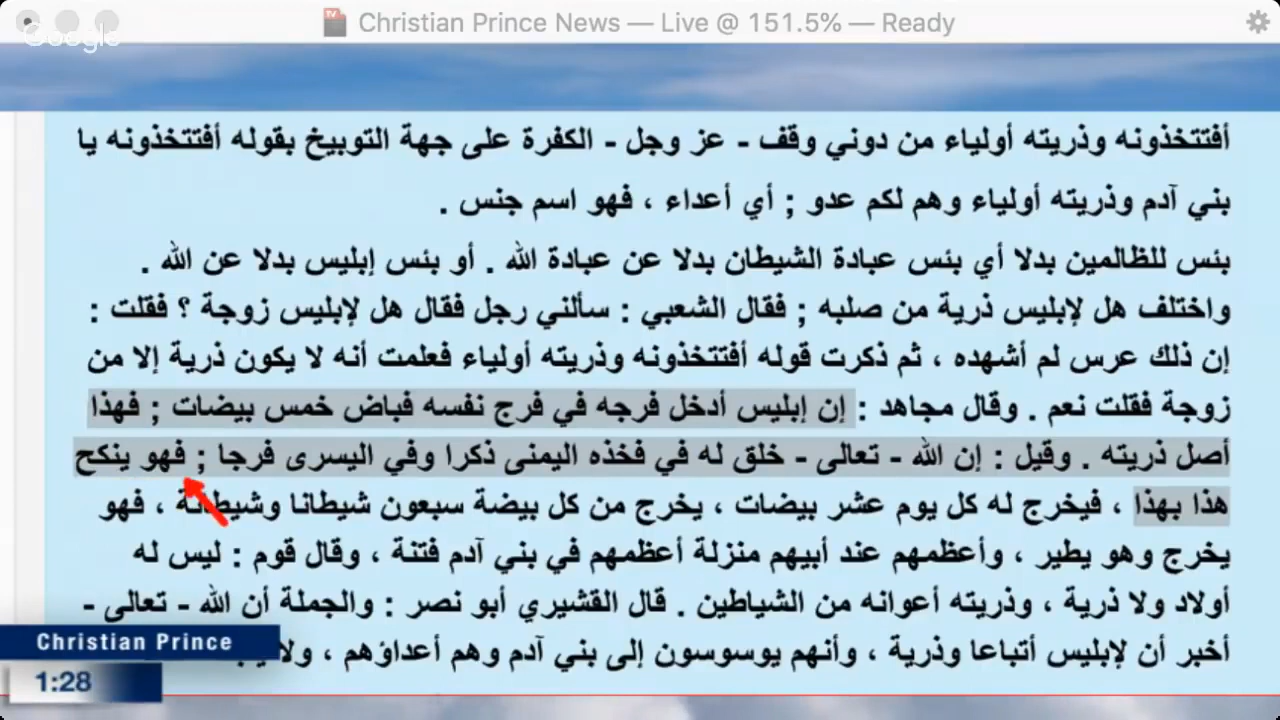 Christian Prince News — Live @ 151.5% — Ready
Google
أفتتخذونه وذريته أولياء من دوني وقف - عز وجل - الكفرة على جهة التوبيخ بقوله أفتتخذونه يا
بني آدم وذريته أولياء وهم لكم عدو ; أي أعداء ، فهو اسم جنس .
بئس للظالمين بدلا أي بئس عبادة الشيطان بدلا عن عبادة الله . أو بئس إبليس بدلا عن الله .
واختلف هل لإبليس ذرية من صلبه ; فقال الشعبي : سألني رجل فقال هل لإبليس زوجة ؟ فقلت :
إن ذلك عرس لم أشهده ، ثم ذكرت قوله أفتتخذونه وذريته أولياء فعلمت أنه لا يكون ذرية إلا من
زوجة فقلت نعم . وقال مجاهد : إن إبليس أدخل فرجه في فرج نفسه فباض خمس بيضات ; فهذا
أصل ذريته . وقيل : إن الله - تعالى - خلق له في فخذه اليمنى ذكرا وفي اليسرى فرجا ; فهو ينكح
هذا بهذا ، فيخرج له كل يوم عشر بيضات ، يخرج من كل بيضة سبعون شيطانا وشيطانة ، فهو
يخرج وهو يطير ، وأعظمهم عند أبيهم منزلة أعظمهم في بني آدم فتنة ، وقال قوم : ليس له
أولاد ولا ذرية ، وذريته أعوانه من الشياطين . قال القشيري أبو نصر : والجملة أن الله - تعالى -
أخبر أن لإبليس أتباعا وذرية ، وأنهم يوسوسون إلى بني آدم وهم أعداؤهم ،
Christian Prince
1:28